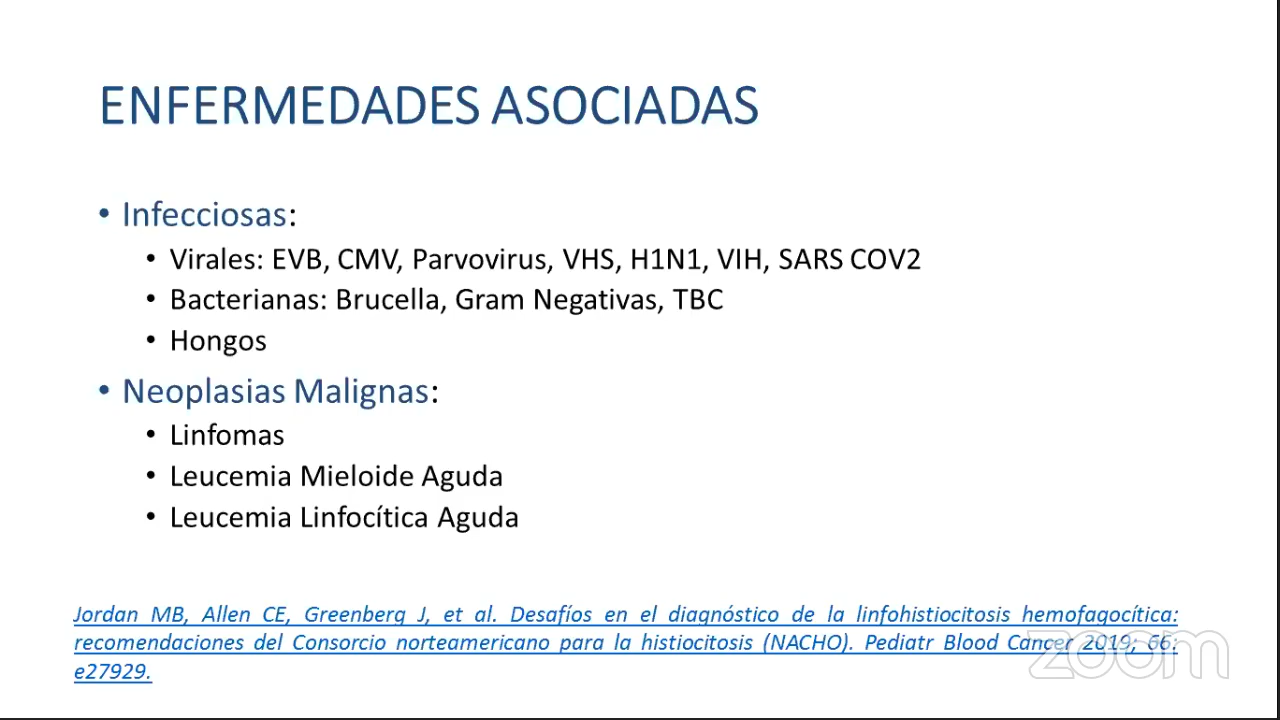 ENFERMEDADES ASOCIADAS
• Infecciosas:
• Virales: EVB, CMV, Parvovirus, VHS, H1N1, VIH, SARS COV2
• Bacterianas: Brucella, Gram Negativas, TBC
• Hongos
• Neoplasias Malignas:
• Linfomas
• Leucemia Mieloide Aguda
• Leucemia Linfocítica Aguda
Jordan MB, Allen CE, Greenberg J, et al. Desafíos en el diagnóstico de la linfohistiocitosis hemofagocítica:
recomendaciones del Consorcio norteamericano para la histiocitosis (NACHO). Pediatr Blood Cancer 2019; 66:
e27929.
zoom